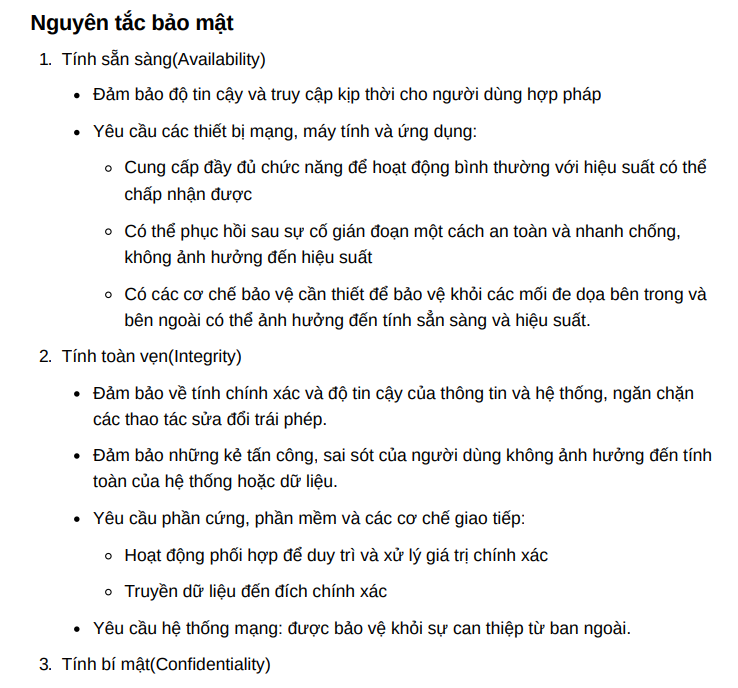 Nguyên tắc bảo mật
1. Tính sẵn sàng(Availability)
• Đảm bảo độ tin cậy và truy cập kịp thời cho người dùng hợp pháp
• Yêu cầu các thiết bị mạng, máy tính và ứng dụng:
◦ Cung cấp đầy đủ chức năng để hoạt động bình thường với hiệu suất có thể
chấp nhận được
◦ Có thể phục hồi sau sự cố gián đoạn một cách an toàn và nhanh chống,
không ảnh hưởng đến hiệu suất
◦ Có các cơ chế bảo vệ cần thiết để bảo vệ khỏi các mối đe dọa bên trong và
bên ngoài có thể ảnh hưởng đến tính sẳn sàng và hiệu suất.
2. Tính toàn vẹn(Integrity)
• Đảm bảo về tính chính xác và độ tin cậy của thông tin và hệ thống, ngăn chặn
các thao tác sửa đổi trái phép.
• Đảm bảo những kẻ tấn công, sai sót của người dùng không ảnh hưởng đến tính
toàn của hệ thống hoặc dữ liệu.
• Yêu cầu phần cứng, phần mềm và các cơ chế giao tiếp:
◦ Hoạt động phối hợp để duy trì và xử lý giá trị chính xác
◦ Truyền dữ liệu đến đích chính xác
• Yêu cầu hệ thống mạng: được bảo vệ khỏi sự can thiệp từ ban ngoài.
3. Tính bí mật(Confidentiality)